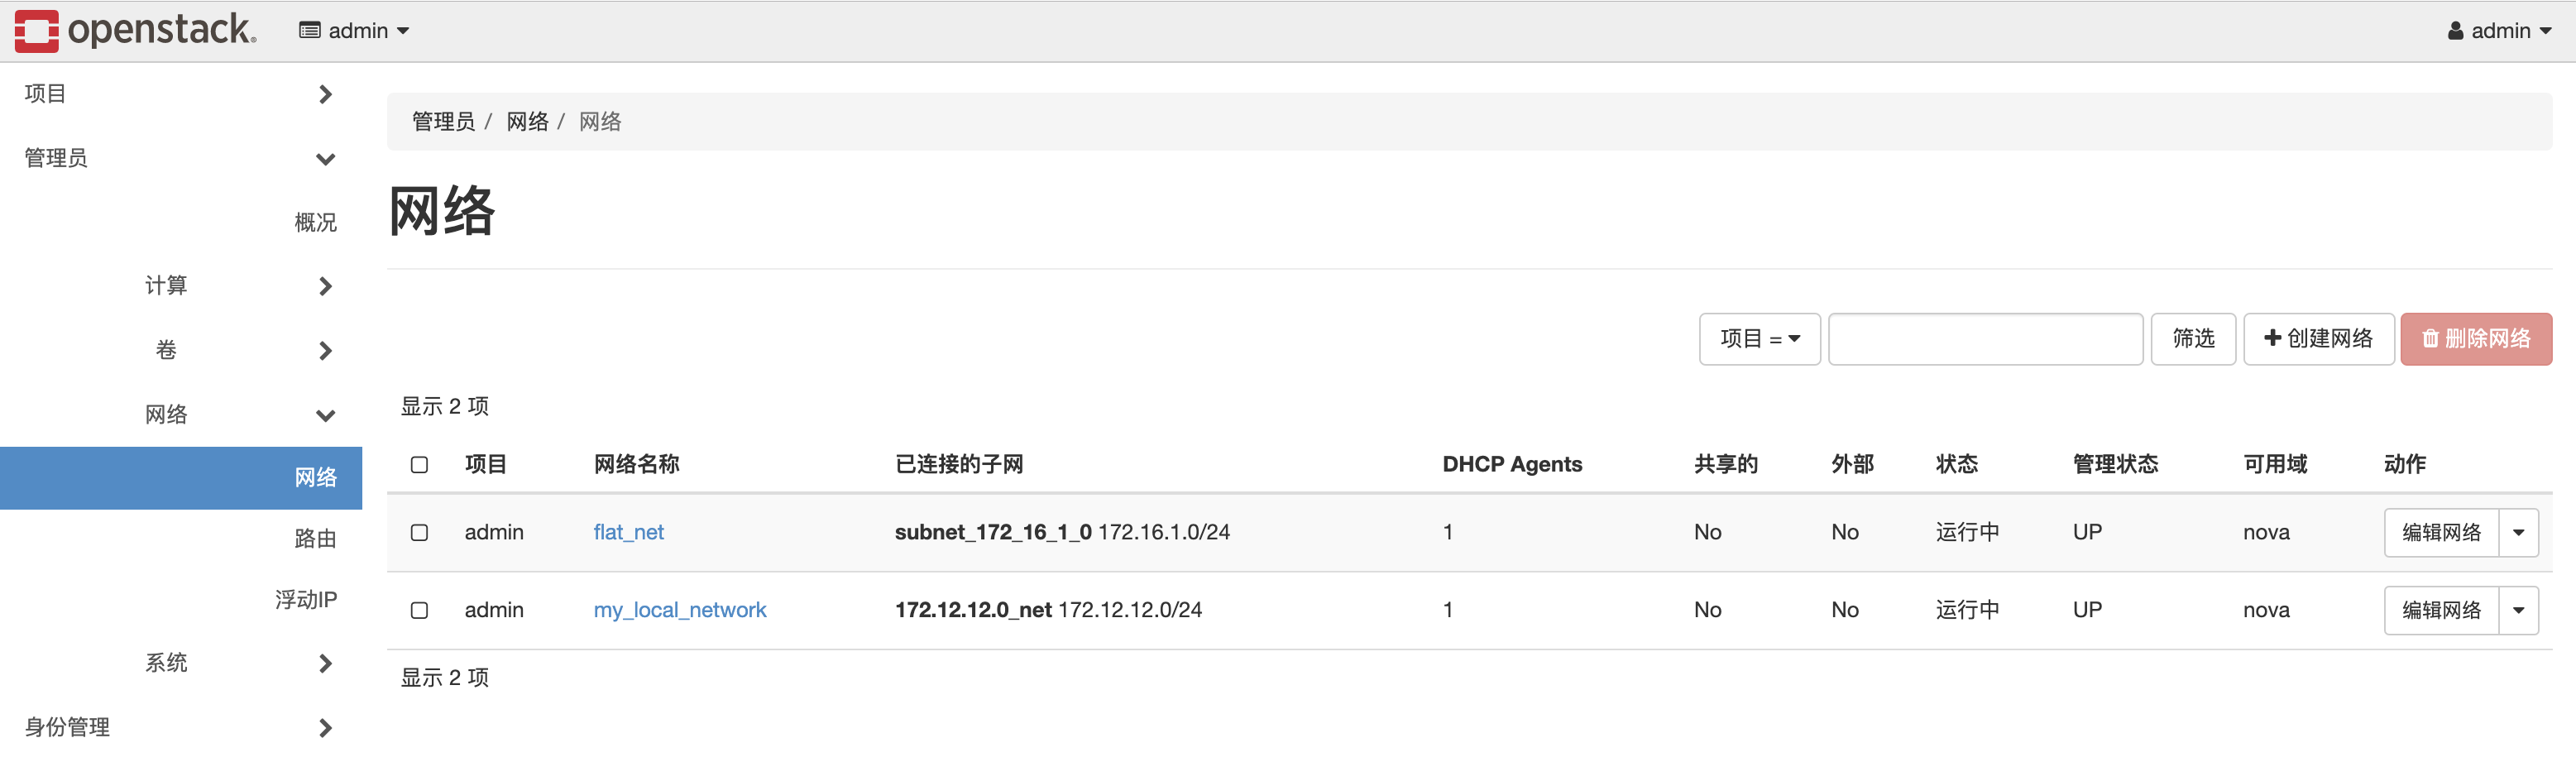 openstack. admin admin
项目
管理员
概况
计算
卷
网络
网络
路由
浮动IP
系统
身份管理
管理员 / 网络 / 网络
网络
项目 = 筛选 创建网络 删除网络
显示 2 项
项目 网络名称 已连接的子网 DHCP Agents 共享的 外部 状态 管理状态 可用域 动作
admin flat_net subnet_172_16_1_0 172.16.1.0/24 1 No No 运行中 UP nova 编辑网络
admin my_local_network 172.12.12.0_net 172.12.12.0/24 1 No No 运行中 UP nova 编辑网络
显示 2 项